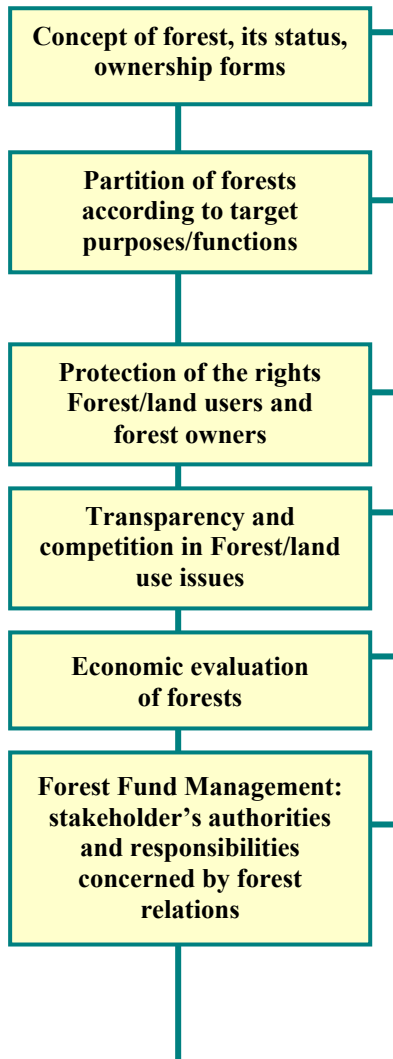 Concept of forest, its status,
ownership forms
Partition of forests
according to target
purposes/functions
Protection of the rights
Forest/land users and
forest owners
Transparency and
competition in Forest/land
use issues
Economic evaluation
of forests
Forest Fund Management:
stakeholder’s authorities
and responsibilities
concerned by forest
relations